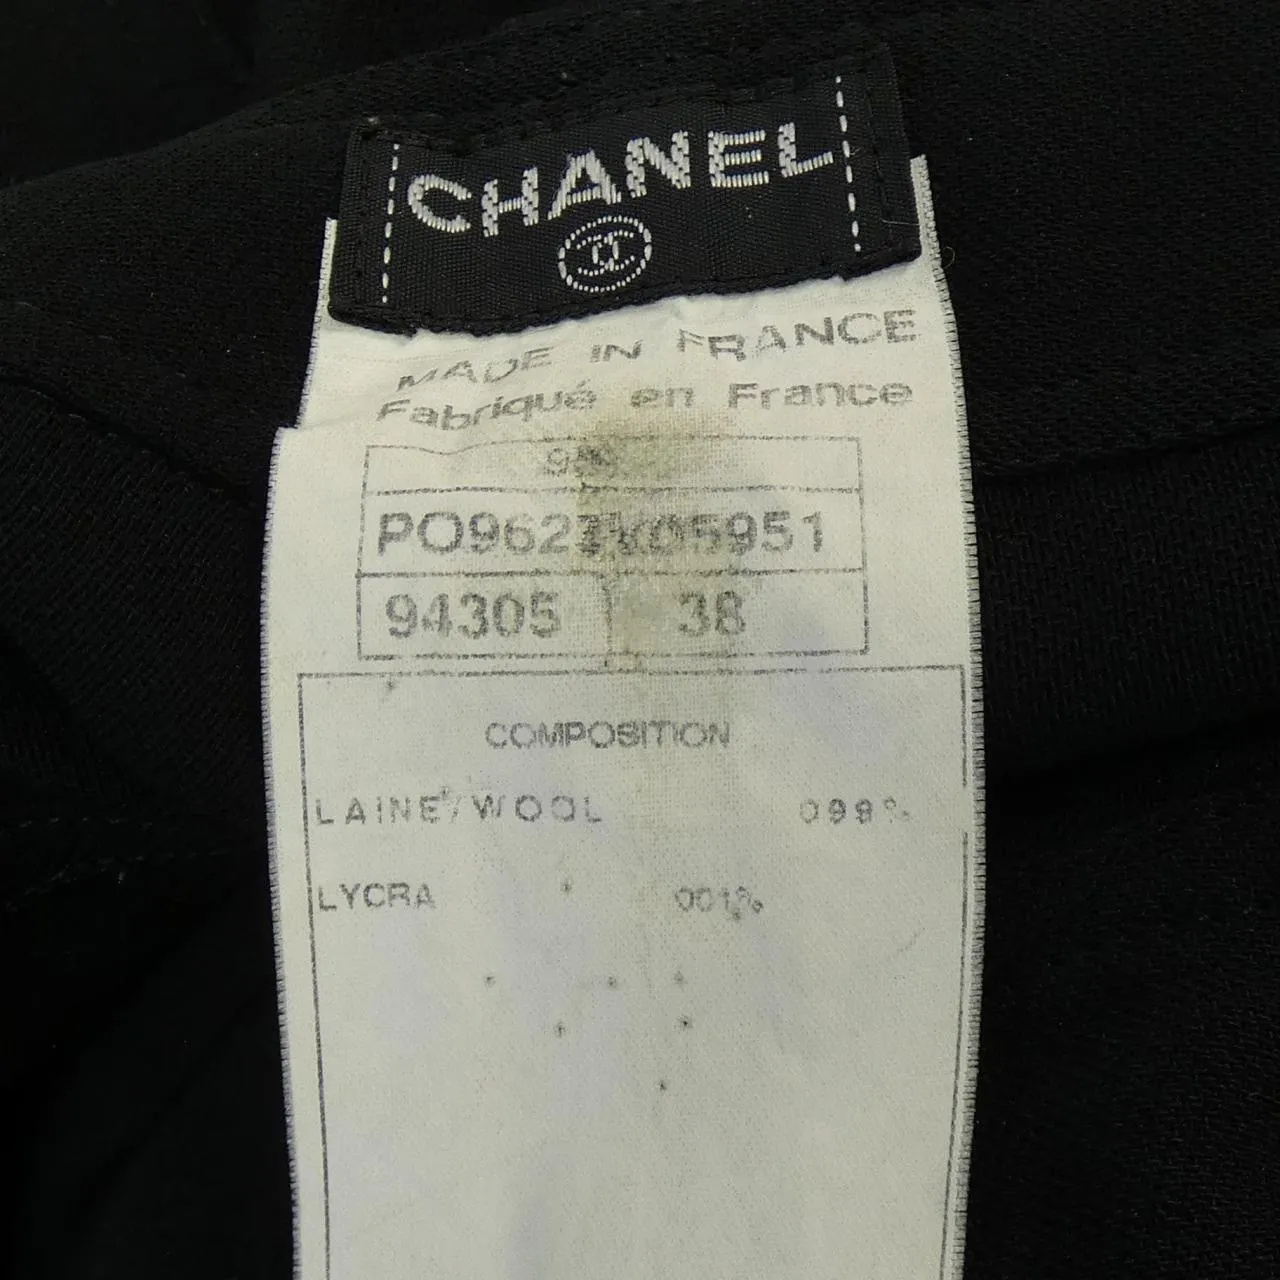 CHANEL
MADE IN FRANCE
Fabriqué en France
94305 38
COMPOSITION
LAINE/WOOL 099%
LYCRA 001%